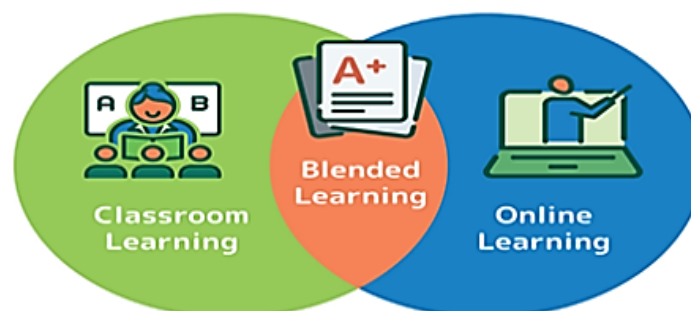 A B
A+
Blended
Learning
Classroom
Learning
Online
Learning